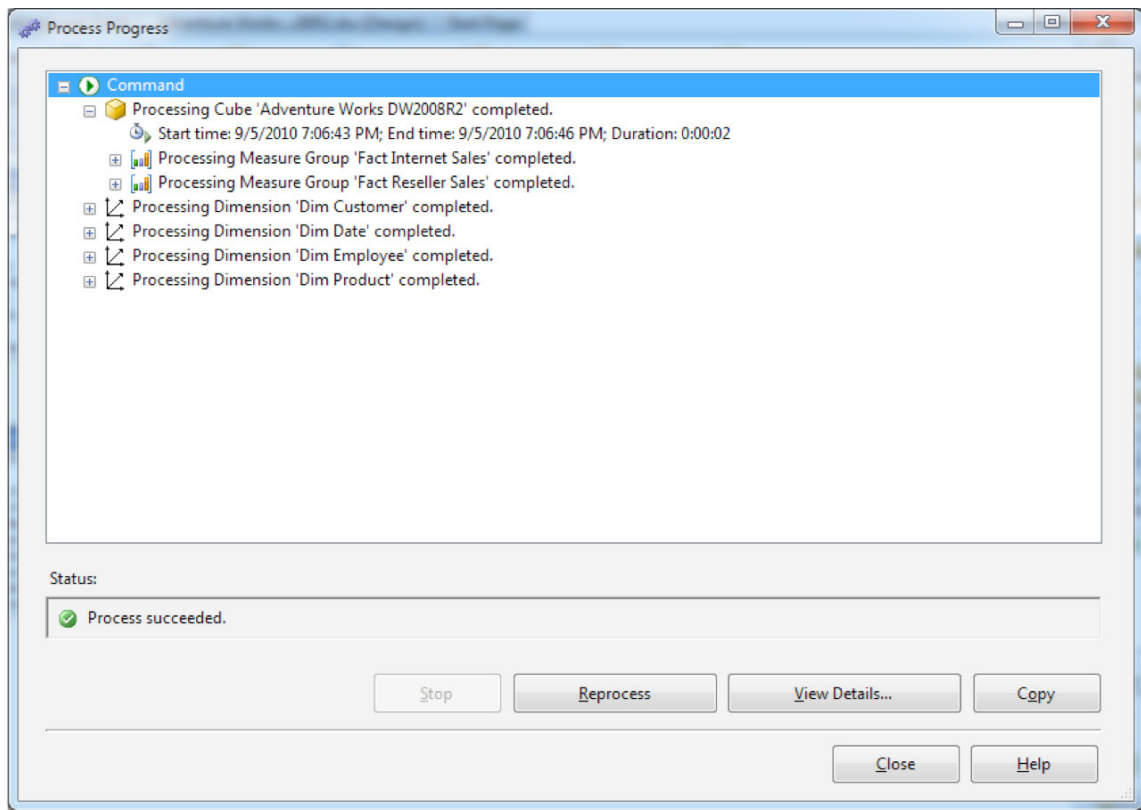 Process Progress
Command
Processing Cube 'Adventure Works DW2008R2' completed.
Start time: 9/5/2010 7:06:43 PM; End time: 9/5/2010 7:06:46 PM; Duration: 0:00:02
Processing Measure Group 'Fact Internet Sales' completed.
Processing Measure Group 'Fact Reseller Sales' completed.
Processing Dimension 'Dim Customer' completed.
Processing Dimension 'Dim Date' completed.
Processing Dimension 'Dim Employee' completed.
Processing Dimension 'Dim Product' completed.
Status:
Process succeeded.
Stop Reprocess View Details... Copy
Close Help